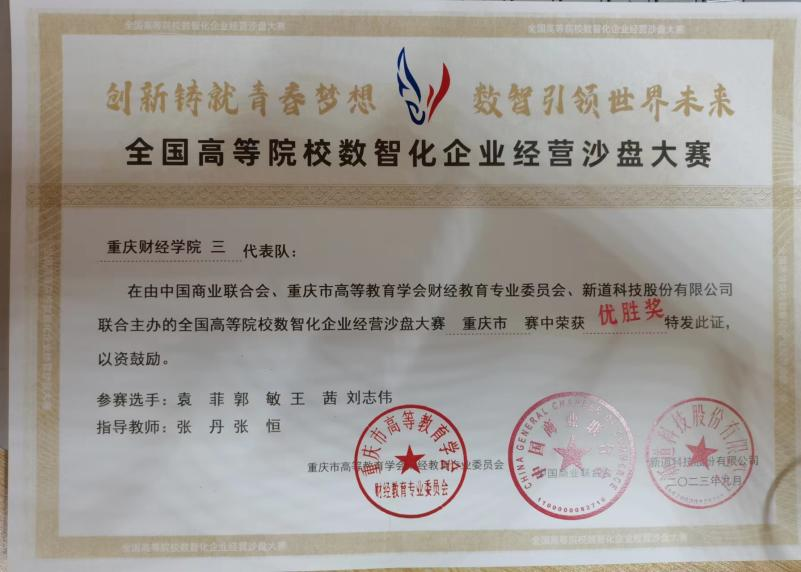 全国高等院校数智化企业经营沙盘大赛 全国高等院校数智化企业经营沙盘大赛
创新铸就青春梦想 数智引领世界未来
全国高等院校数智化企业经营沙盘大赛
重庆财经学院 三 代表队：
在由中国商业联合会、重庆市高等教育学会财经教育专业委员会、新道科技股份有限公司
联合主办的全国高等院校数智化企业经营沙盘大赛 重庆市 赛中荣获 优胜奖 特发此证，
以资鼓励。
参赛选手：袁 菲 郭 敏 王 茜 刘志伟
指导教师：张 丹 张 恒
重庆市高等教育学会财经教育专业委员会 中国商业联合会 新道科技股份有限公司
二〇二三年九月
重庆市高等教育学会
财经教育专业委员会
CHINA GENERAL CHAMBER OF COMMERCE
中国商业联合会
新道科技股份有限公司
全国高等院校数智化企业经营沙盘大赛 全国高等院校数智化企业经营沙盘大赛